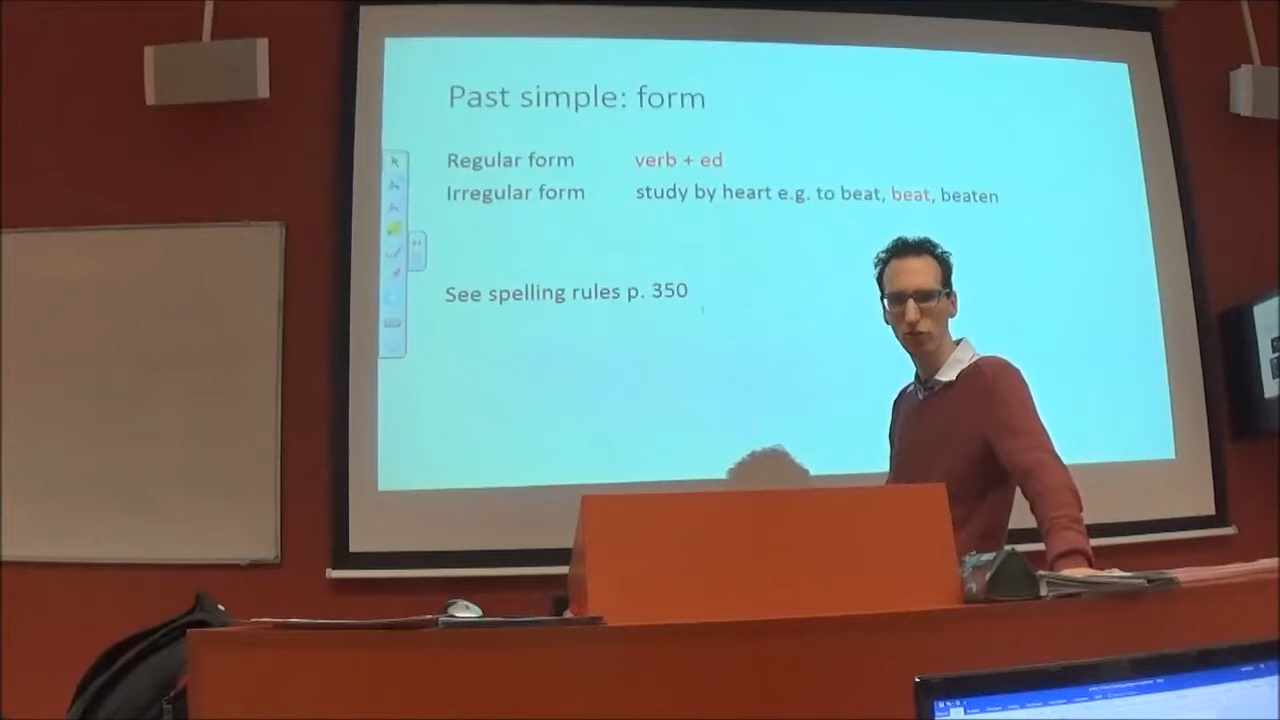 Past simple: form
Regular form verb + ed
Irregular form study by heart e.g. to beat, beat, beaten
See spelling rules p. 350